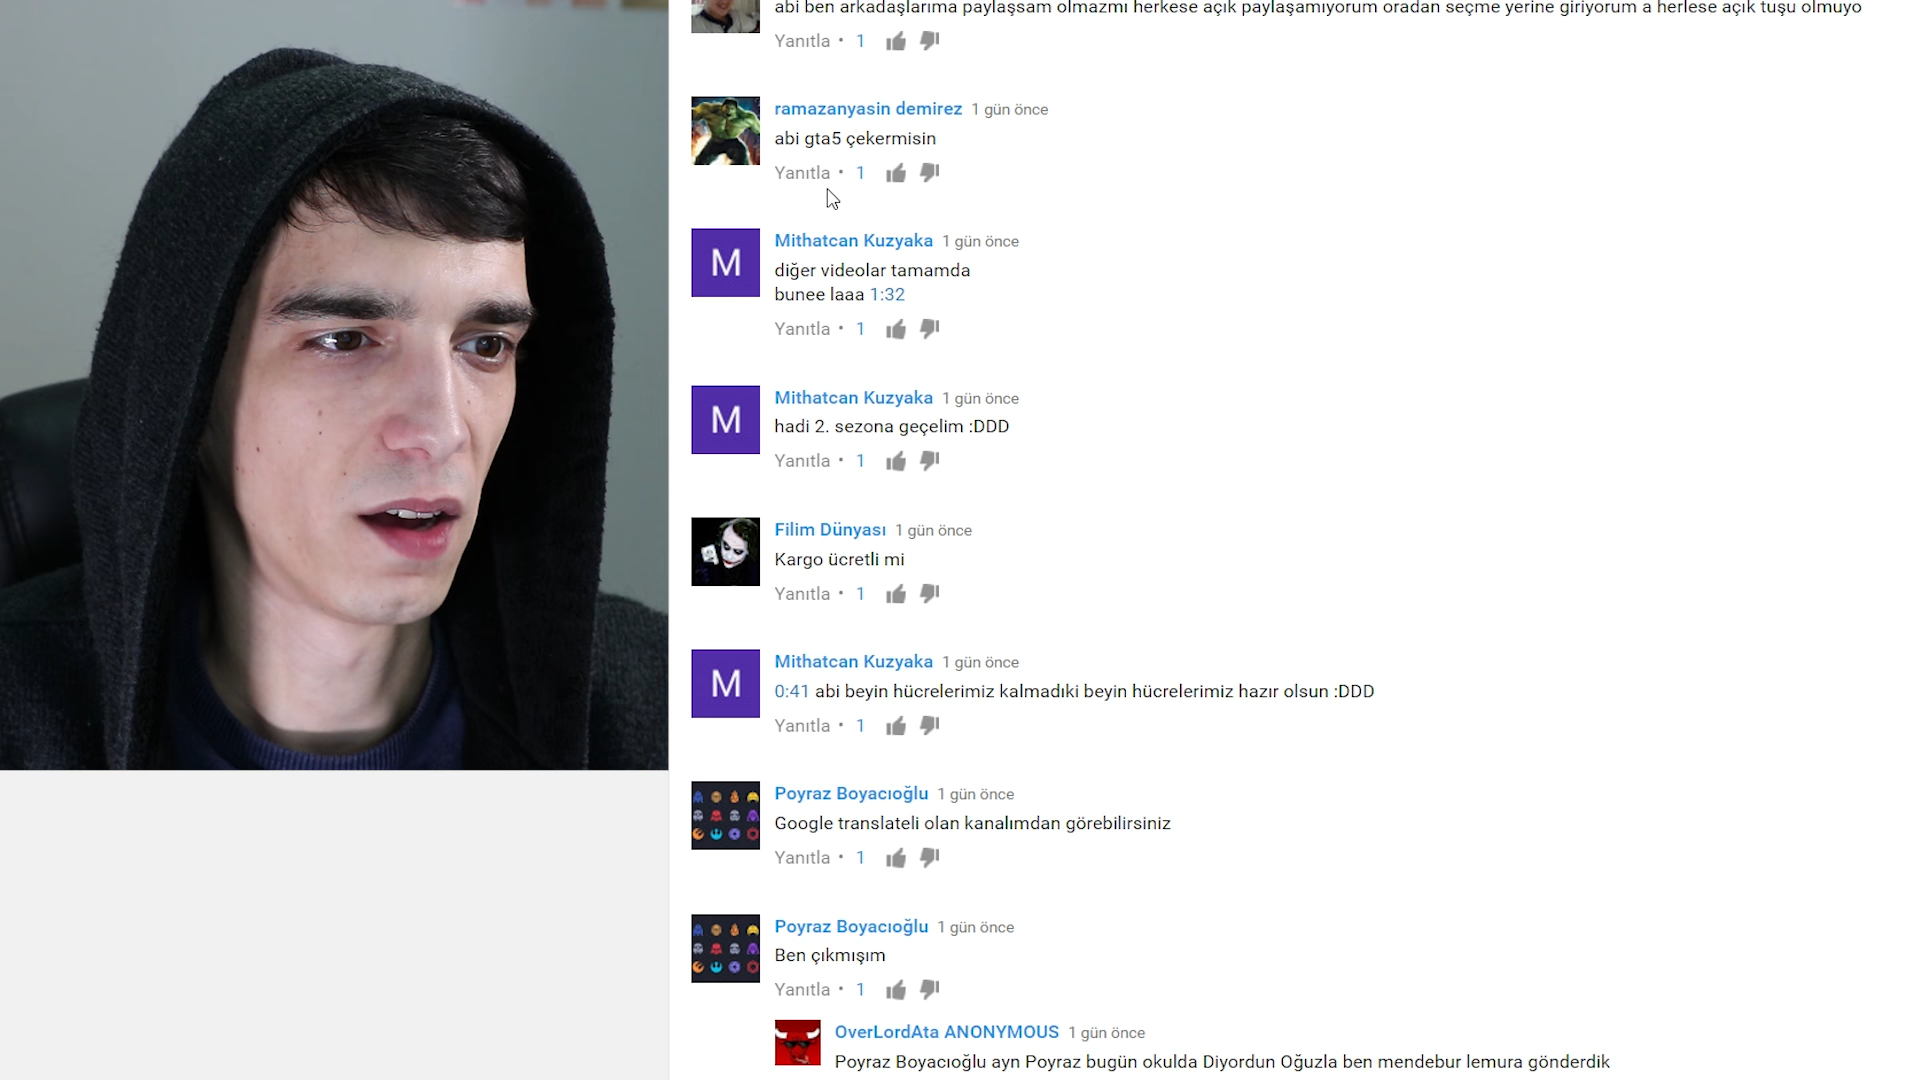 abi ben arkadaşlarıma paylaşsam olmazmı herkese açık paylaşamıyorum oradan seçme yerine giriyorum a herlese açık tuşu olmuyo
Yanıtla • 1
ramazanyasin demirez 1 gün önce
abi gta5 çekermisin
Yanıtla • 1
M
Mithatcan Kuzyaka 1 gün önce
diğer videolar tamamda
bunee laaa 1:32
Yanıtla • 1
M
Mithatcan Kuzyaka 1 gün önce
hadi 2. sezona geçelim :DDD
Yanıtla • 1
Filim Dünyası 1 gün önce
Kargo ücretli mi
Yanıtla • 1
M
Mithatcan Kuzyaka 1 gün önce
0:41 abi beyin hücrelerimiz kalmadıki beyin hücrelerimiz hazır olsun :DDD
Yanıtla • 1
Poyraz Boyacıoğlu 1 gün önce
Google translateli olan kanalımdan görebilirsiniz
Yanıtla • 1
Poyraz Boyacıoğlu 1 gün önce
Ben çıkmışım
Yanıtla • 1
OverLordAta ANONYMOUS 1 gün önce
Poyraz Boyacıoğlu ayn Poyraz bugün okulda Diyordun Oğuzla ben mendebur lemura gönderdik